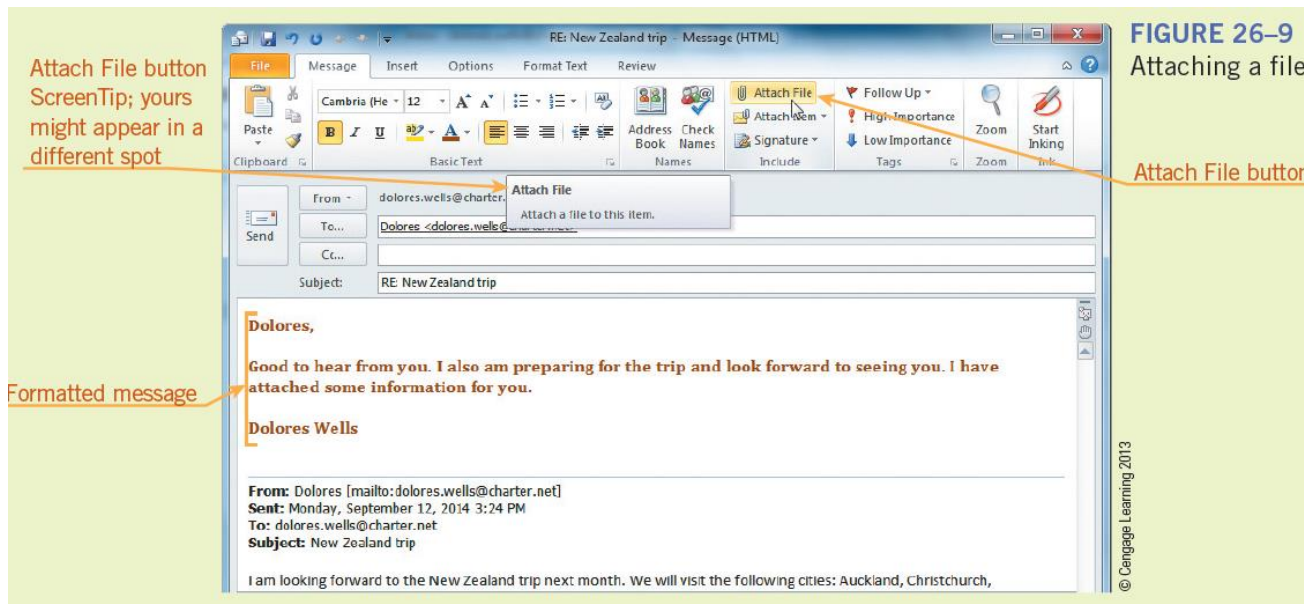 FIGURE 26–9
Attaching a file
Attach File button
ScreenTip; yours
might appear in a
different spot
Attach File button
Formatted message
RE: New Zealand trip - Message (HTML)
File Message Insert Options Format Text Review
Paste
Clipboard
Cambria (He 12
B I U
Basic Text
Address Book
Check Names
Names
Attach File
Attach Item
Signature
Include
Follow Up
High Importance
Low Importance
Tags
Zoom
Zoom
Start Inking
Ink
Attach File
Attach a file to this item.
Send
From
dolores.wells@charter.
To...
Dolores <dolores.wells@
Cc...
Subject:
RE: New Zealand trip
Dolores,
Good to hear from you. I also am preparing for the trip and look forward to seeing you. I have
attached some information for you.
Dolores Wells
From: Dolores [mailto:dolores.wells@charter.net]
Sent: Monday, September 12, 2014 3:24 PM
To: dolores.wells@charter.net
Subject: New Zealand trip
I am looking forward to the New Zealand trip next month. We will visit the following cities: Auckland, Christchurch,
© Cengage Learning 2013